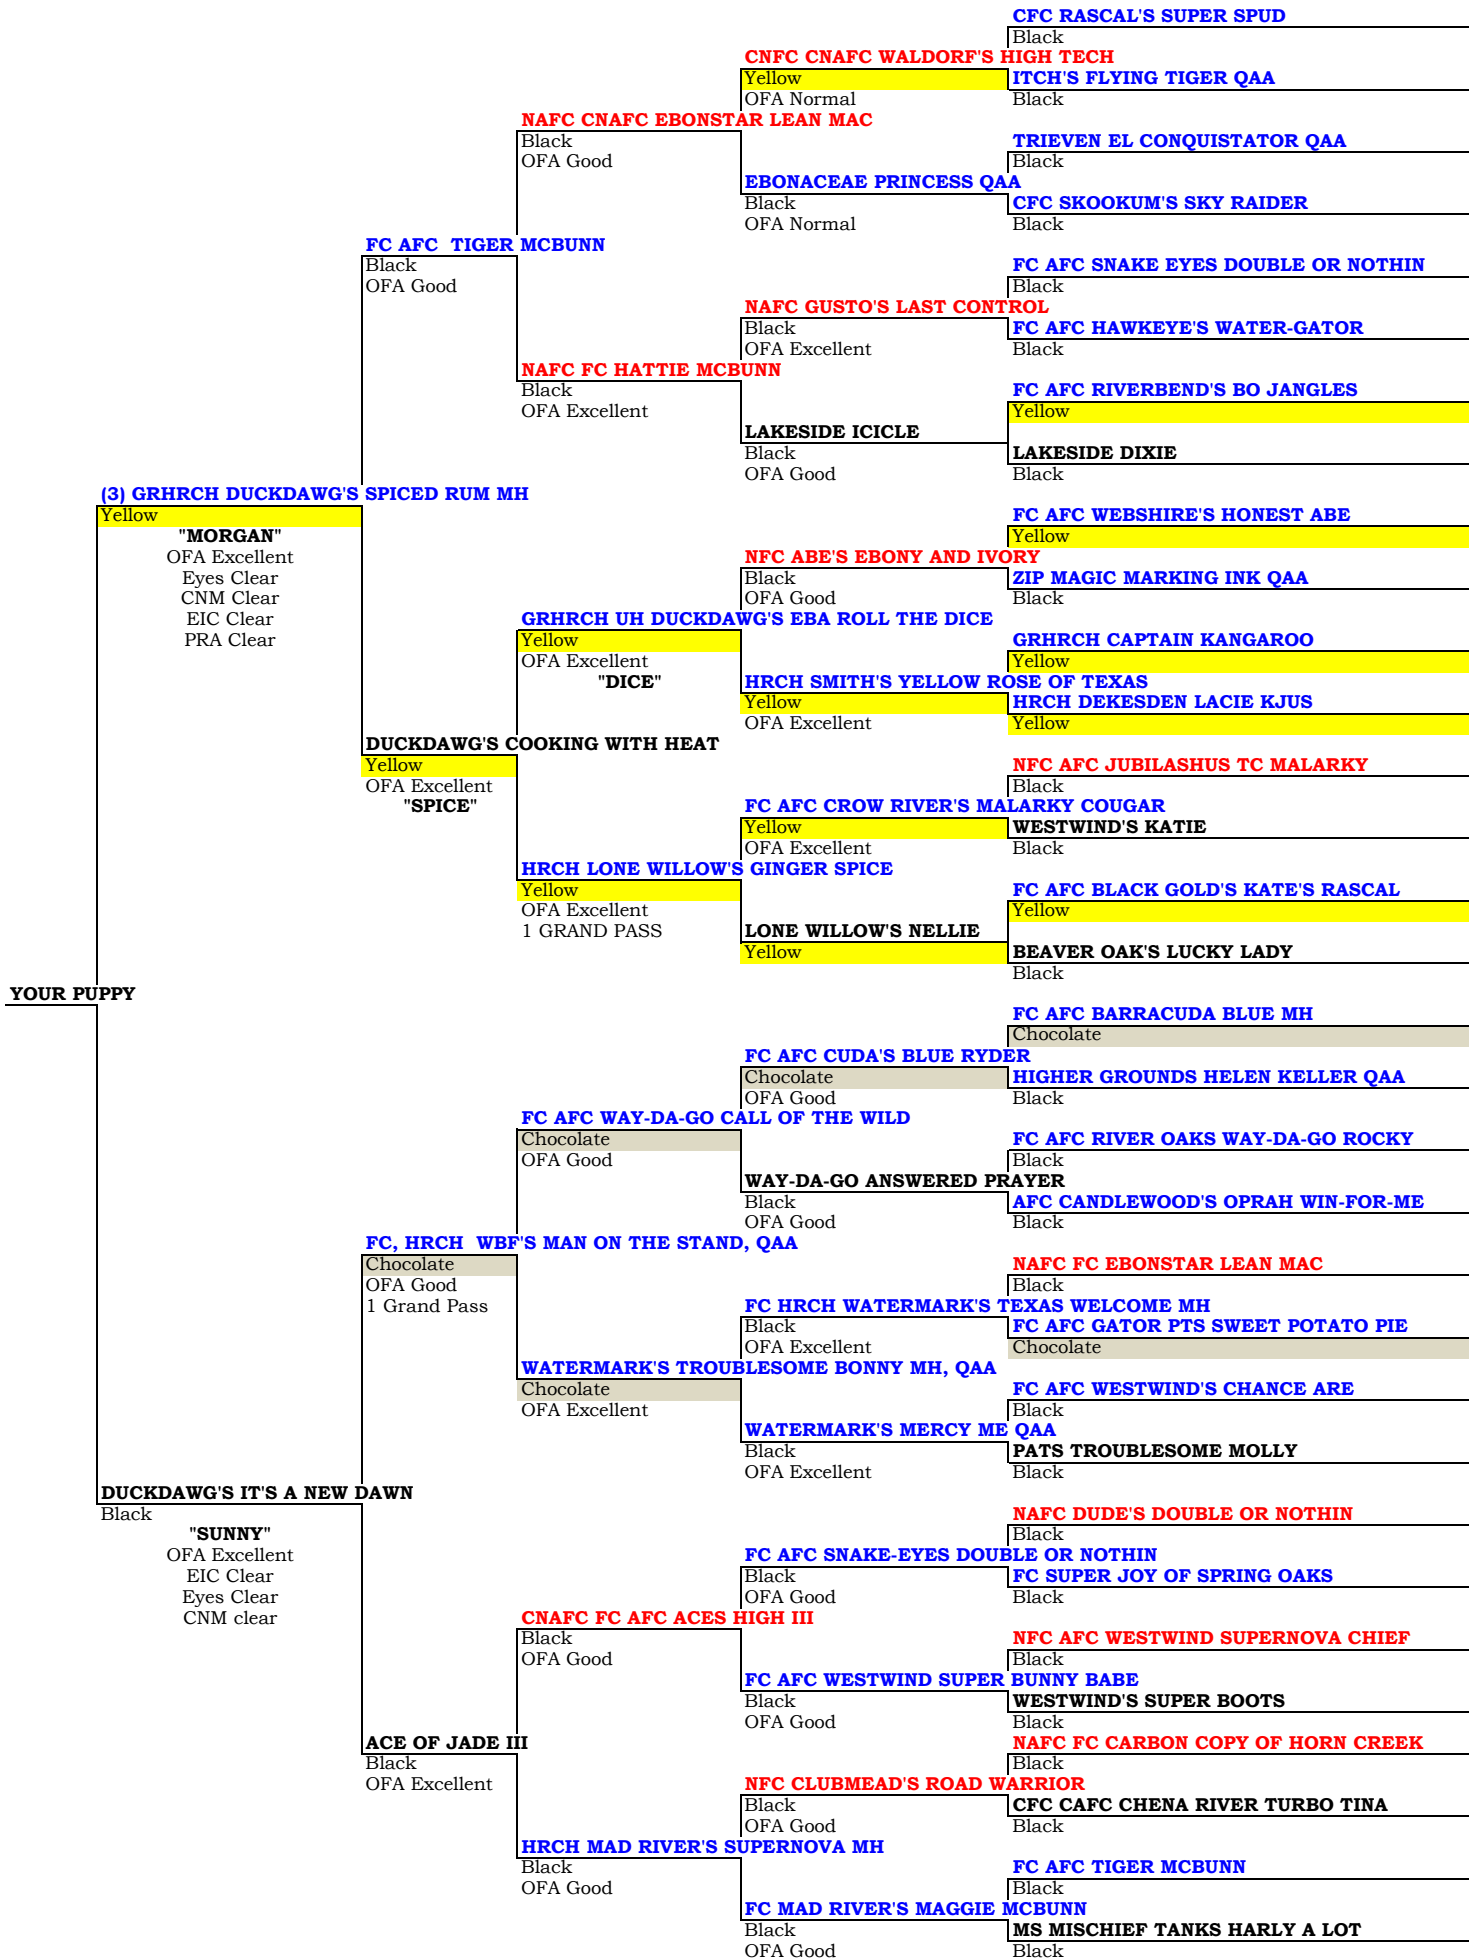 CFC RASCAL'S SUPER SPUD
Black
CNFC CNAFC WALDORF'S HIGH TECH
Yellow
ITCH'S FLYING TIGER QAA
OFA Normal
Black
NAFC CNAFC EBONSTAR LEAN MAC
Black
TRIEVEN EL CONQUISTATOR QAA
OFA Good
Black
EBONACEAE PRINCESS QAA
Black
CFC SKOOKUM'S SKY RAIDER
OFA Normal
Black
FC AFC  TIGER MCBUNN
Black
FC AFC SNAKE EYES DOUBLE OR NOTHIN
OFA Good
Black
NAFC GUSTO'S LAST CONTROL
Black
FC AFC HAWKEYE'S WATER-GATOR
OFA Excellent
Black
NAFC FC HATTIE MCBUNN
Black
FC AFC RIVERBEND'S BO JANGLES
OFA Excellent
Yellow
LAKESIDE ICICLE
Black
LAKESIDE DIXIE
OFA Good
Black
(3) GRHRCH DUCKDAWG'S SPICED RUM MH
Yellow
FC AFC WEBSHIRE'S HONEST ABE
"MORGAN"
Yellow
OFA Excellent
NFC ABE'S EBONY AND IVORY
Eyes Clear
Black
ZIP MAGIC MARKING INK QAA
CNM Clear
OFA Good
Black
EIC Clear
GRHRCH UH DUCKDAWG'S EBA ROLL THE DICE
PRA Clear
Yellow
GRHRCH CAPTAIN KANGAROO
OFA Excellent
Yellow
"DICE"
HRCH SMITH'S YELLOW ROSE OF TEXAS
Yellow
HRCH DEKESDEN LACIE KJUS
OFA Excellent
Yellow
DUCKDAWG'S COOKING WITH HEAT
Yellow
NFC AFC JUBILASHUS TC MALARKY
OFA Excellent
Black
"SPICE"
FC AFC CROW RIVER'S MALARKY COUGAR
Yellow
WESTWIND'S KATIE
OFA Excellent
Black
HRCH LONE WILLOW'S GINGER SPICE
Yellow
FC AFC BLACK GOLD'S KATE'S RASCAL
OFA Excellent
Yellow
1 GRAND PASS
LONE WILLOW'S NELLIE
Yellow
BEAVER OAK'S LUCKY LADY
Black
YOUR PUPPY
FC AFC BARRACUDA BLUE MH
Chocolate
FC AFC CUDA'S BLUE RYDER
Chocolate
HIGHER GROUNDS HELEN KELLER QAA
OFA Good
Black
FC AFC WAY-DA-GO CALL OF THE WILD
Chocolate
FC AFC RIVER OAKS WAY-DA-GO ROCKY
OFA Good
Black
WAY-DA-GO ANSWERED PRAYER
Black
AFC CANDLEWOOD'S OPRAH WIN-FOR-ME
OFA Good
Black
FC, HRCH  WBF'S MAN ON THE STAND, QAA
Chocolate
NAFC FC EBONSTAR LEAN MAC
OFA Good
Black
1 Grand Pass
FC HRCH WATERMARK'S TEXAS WELCOME MH
Black
FC AFC GATOR PTS SWEET POTATO PIE
OFA Excellent
Chocolate
WATERMARK'S TROUBLESOME BONNY MH, QAA
Chocolate
FC AFC WESTWIND'S CHANCE ARE
OFA Excellent
Black
WATERMARK'S MERCY ME QAA
Black
PATS TROUBLESOME MOLLY
OFA Excellent
Black
DUCKDAWG'S IT'S A NEW DAWN
Black
NAFC DUDE'S DOUBLE OR NOTHIN
"SUNNY"
Black
OFA Excellent
FC AFC SNAKE-EYES DOUBLE OR NOTHIN
EIC Clear
Black
FC SUPER JOY OF SPRING OAKS
Eyes Clear
OFA Good
Black
CNM clear
CNAFC FC AFC ACES HIGH III
Black
NFC AFC WESTWIND SUPERNOVA CHIEF
OFA Good
Black
FC AFC WESTWIND SUPER BUNNY BABE
Black
WESTWIND'S SUPER BOOTS
OFA Good
Black
ACE OF JADE III
NAFC FC CARBON COPY OF HORN CREEK
Black
Black
OFA Excellent
NFC CLUBMEAD'S ROAD WARRIOR
Black
CFC CAFC CHENA RIVER TURBO TINA
OFA Good
Black
HRCH MAD RIVER'S SUPERNOVA MH
Black
FC AFC TIGER MCBUNN
OFA Good
Black
FC MAD RIVER'S MAGGIE MCBUNN
Black
MS MISCHIEF TANKS HARLY A LOT
OFA Good
Black